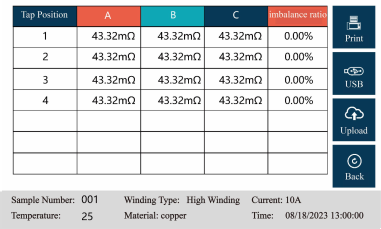 Tap Position A B C imbalance ratio
1 43.32mΩ 43.32mΩ 43.32mΩ 0.00%
2 43.32mΩ 43.32mΩ 43.32mΩ 0.00%
3 43.32mΩ 43.32mΩ 43.32mΩ 0.00%
4 43.32mΩ 43.32mΩ 43.32mΩ 0.00%
Print
USB
Upload
Back
Sample Number: 001 Winding Type: High Winding Current: 10A
Temperature: 25 Material: copper Time: 08/18/2023 13:00:00